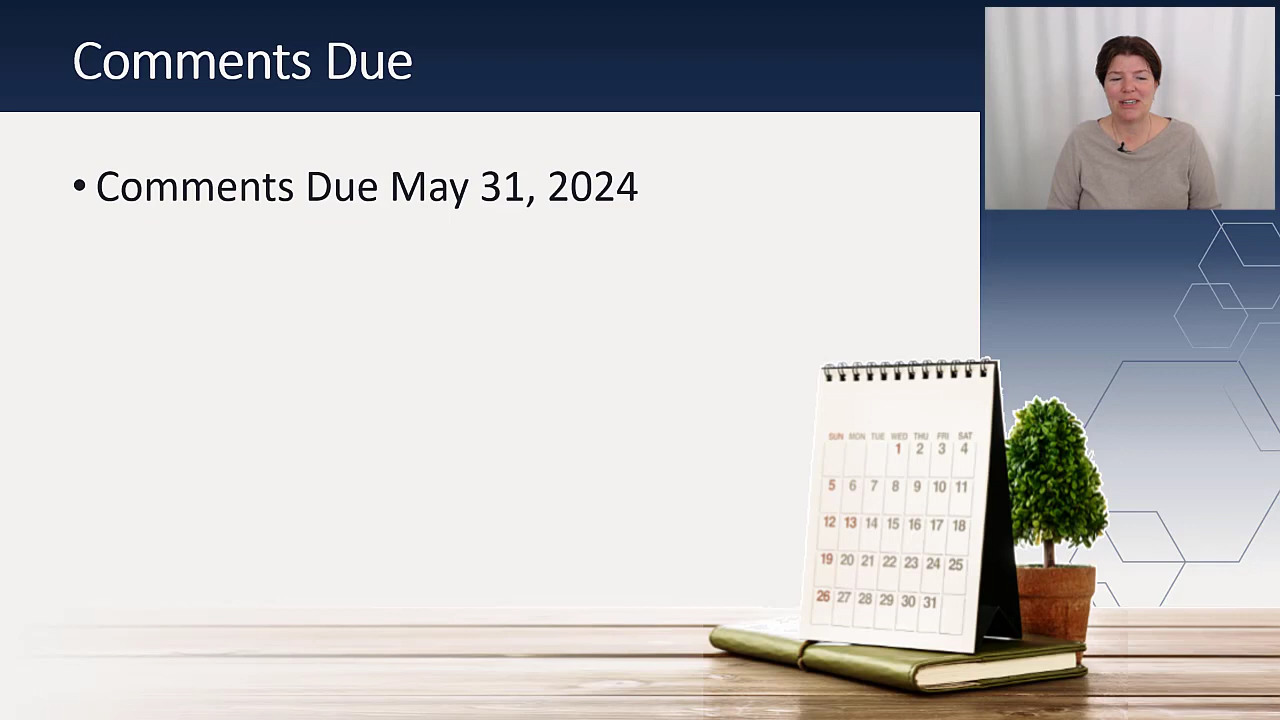 Comments Due
• Comments Due May 31, 2024
SUN MON TUE WED THU FRI SAT
1 2 3 4
5 6 7 8 9 10 11
12 13 14 15 16 17 18
19 20 21 22 23 24 25
26 27 28 29 30 31